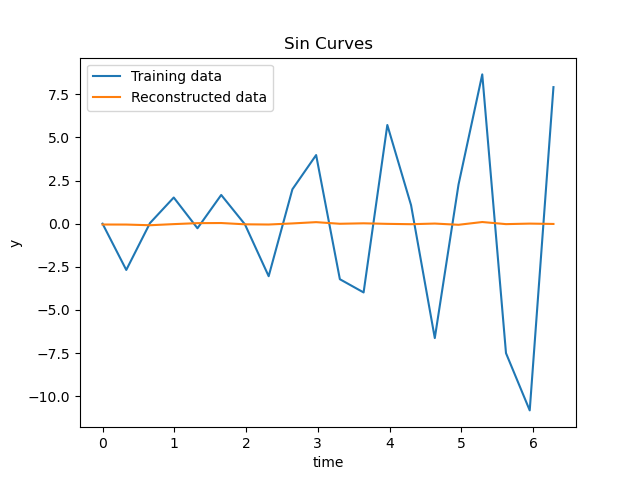 Sin Curves
Training data
Reconstructed data
7.5
5.0
2.5
0.0
−2.5
−5.0
−7.5
−10.0
y
0 1 2 3 4 5 6
time